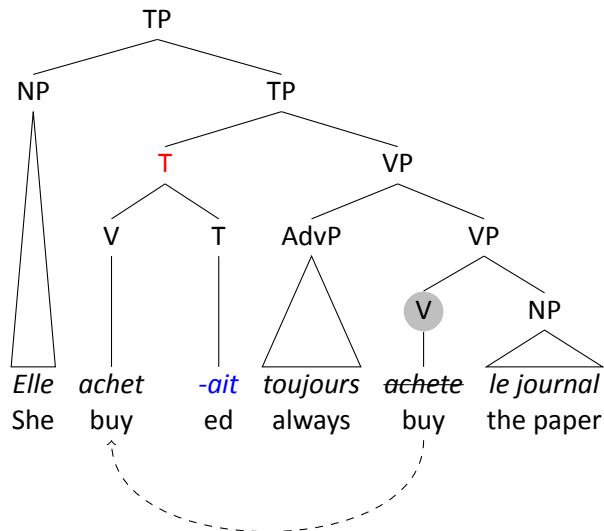 TP
NP TP
T VP
V T AdvP VP
V NP
Elle achet -ait toujours achete le journal
She buy ed always buy the paper